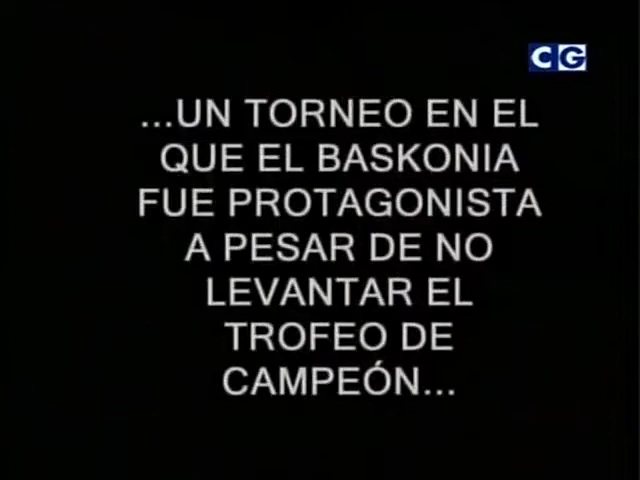 CG
...UN TORNEO EN EL
QUE EL BASKONIA
FUE PROTAGONISTA
A PESAR DE NO
LEVANTAR EL
TROFEO DE
CAMPEÓN...